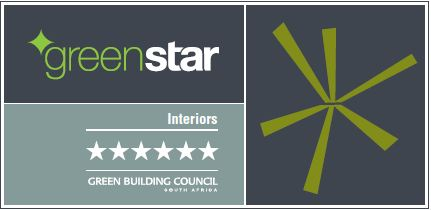 greenstar
Interiors
GREEN BUILDING COUNCIL
SOUTH AFRICA